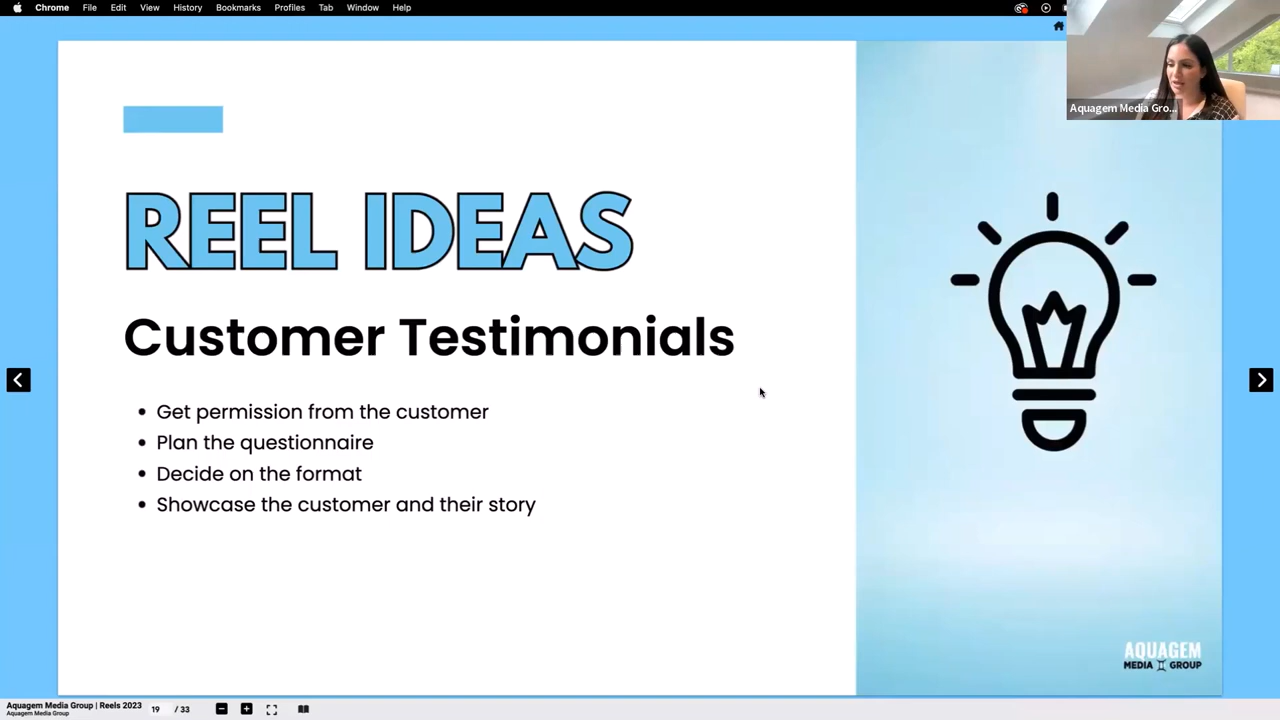 Chrome File Edit View History Bookmarks Profiles Tab Window Help
Aquagem Media Gro...
REEL IDEAS
Customer Testimonials
• Get permission from the customer
• Plan the questionnaire
• Decide on the format
• Showcase the customer and their story
AQUAGEM
MEDIA GROUP
Aquagem Media Group | Reels 2023
Aquagem Media Group
19 / 33